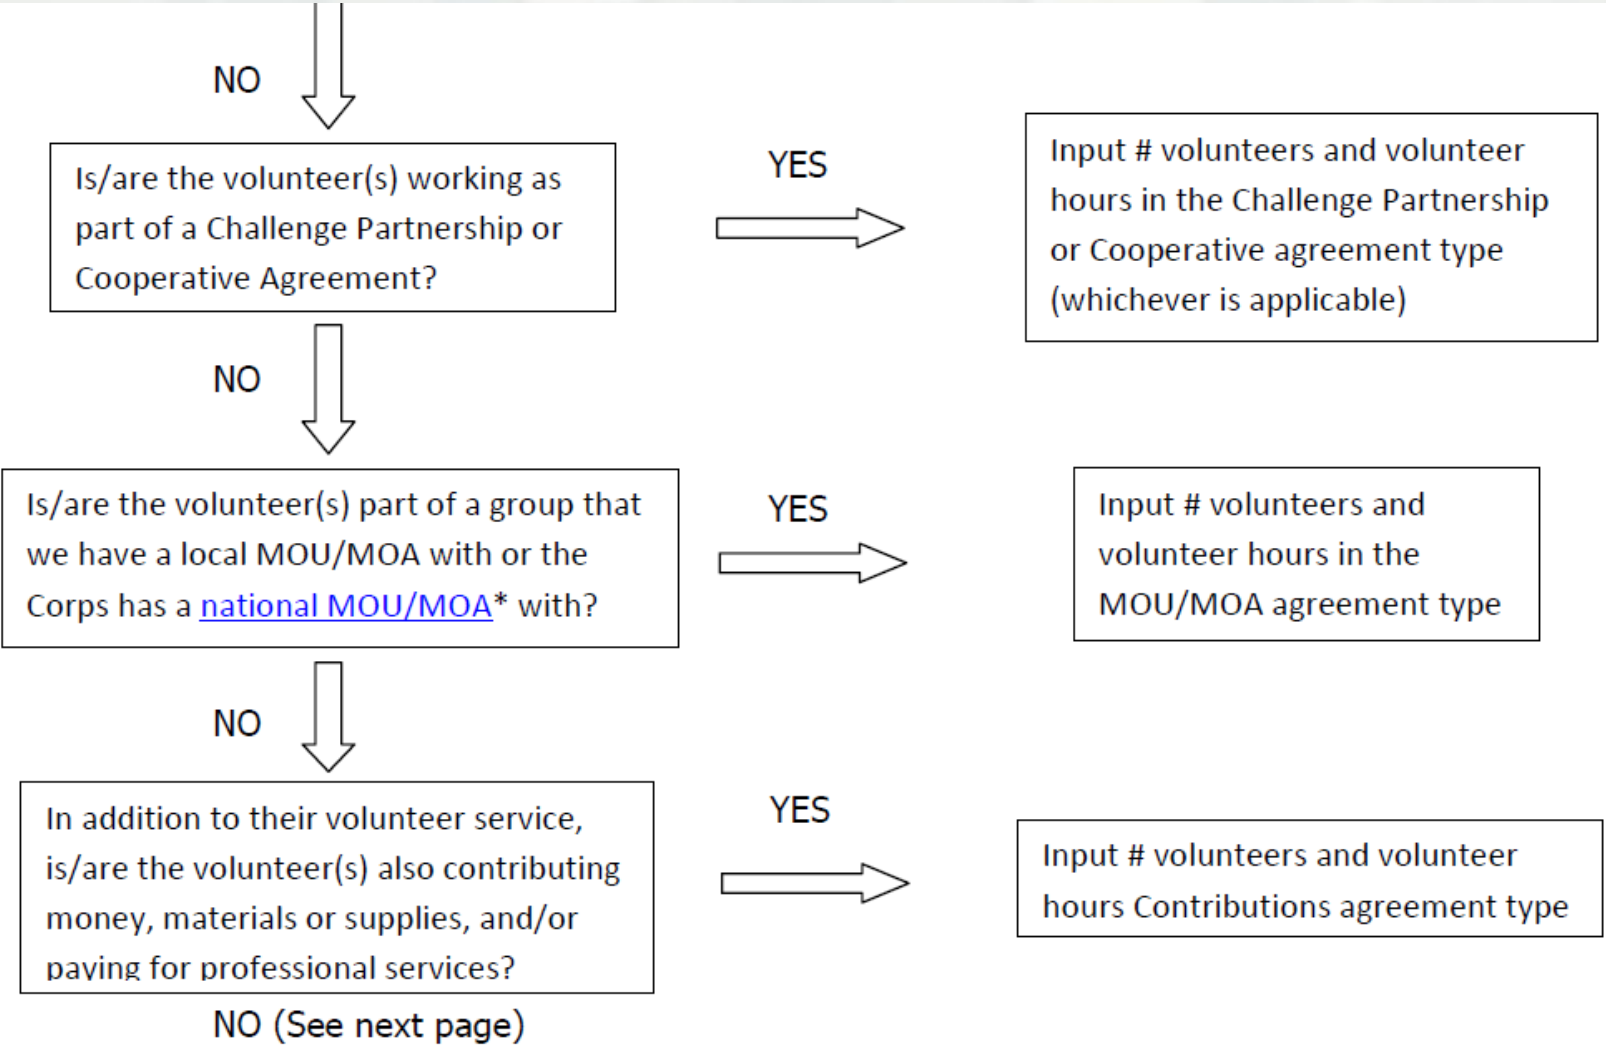 NO
Is/are the volunteer(s) working as
part of a Challenge Partnership or
Cooperative Agreement?
YES
Input # volunteers and volunteer
hours in the Challenge Partnership
or Cooperative agreement type
(whichever is applicable)
NO
Is/are the volunteer(s) part of a group that
we have a local MOU/MOA with or the
Corps has a national MOU/MOA* with?
YES
Input # volunteers and
volunteer hours in the
MOU/MOA agreement type
NO
In addition to their volunteer service,
is/are the volunteer(s) also contributing
money, materials or supplies, and/or
paying for professional services?
YES
Input # volunteers and volunteer
hours Contributions agreement type
NO (See next page)